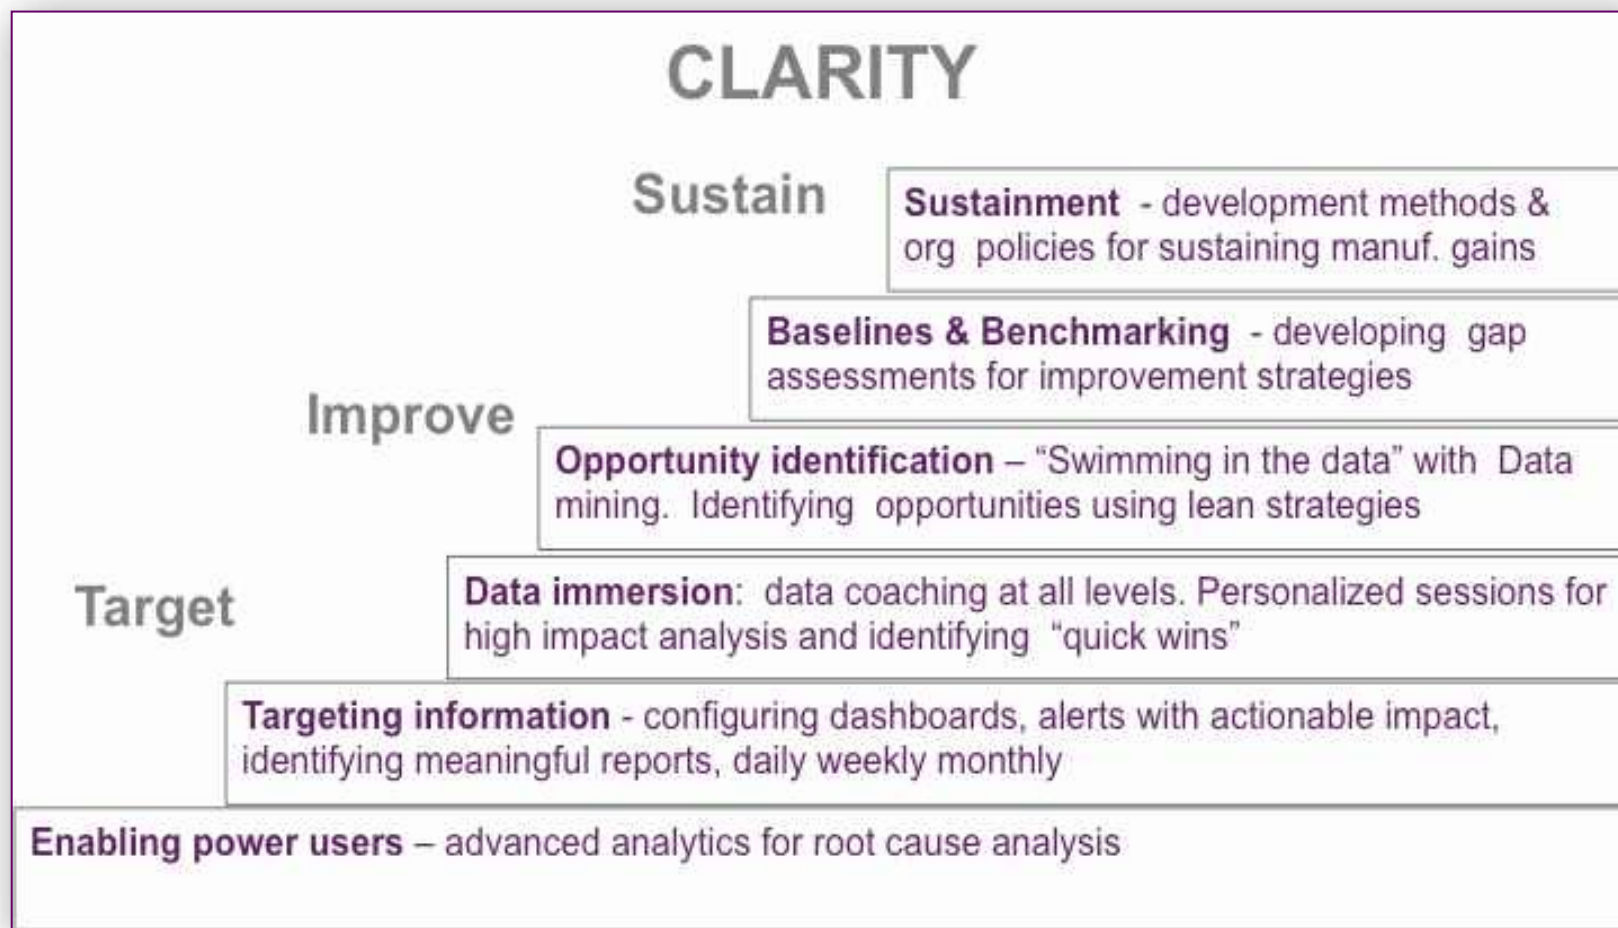 CLARITY
Sustain
Sustainment - development methods &
org policies for sustaining manuf. gains
Baselines & Benchmarking - developing gap
assessments for improvement strategies
Improve
Opportunity identification – “Swimming in the data” with Data
mining. Identifying opportunities using lean strategies
Target
Data immersion: data coaching at all levels. Personalized sessions for
high impact analysis and identifying “quick wins”
Targeting information - configuring dashboards, alerts with actionable impact,
identifying meaningful reports, daily weekly monthly
Enabling power users – advanced analytics for root cause analysis